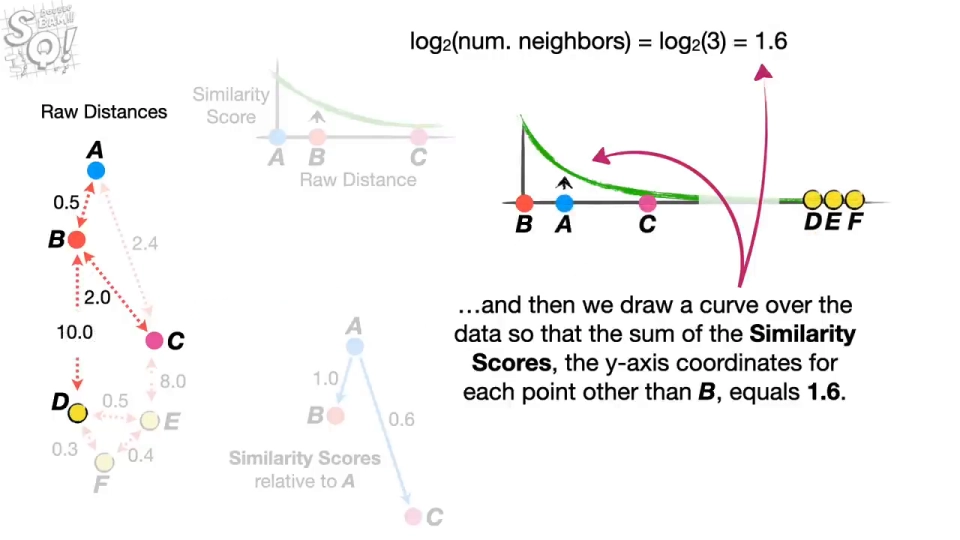 STATQUEST
BAM!
SQ!
log₂(num. neighbors) = log₂(3) = 1.6
Similarity
Score
A B C
Raw Distance
Raw Distances
A
0.5
B
2.4
2.0
10.0
C
8.0
D
0.5
E
0.3
0.4
F
B A C D E F
…and then we draw a curve over the
data so that the sum of the Similarity
Scores, the y-axis coordinates for
each point other than B, equals 1.6.
A
1.0
B
0.6
Similarity Scores
relative to A
C